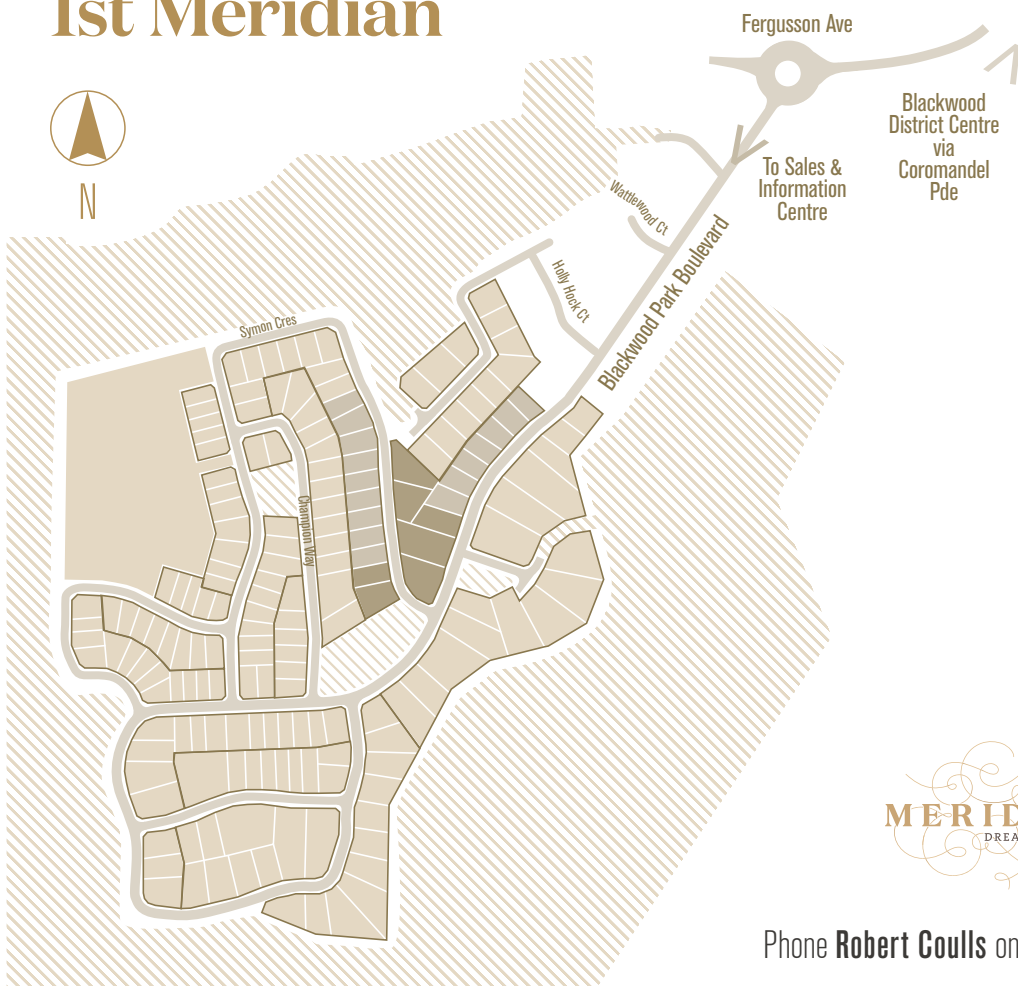 1st Meridian
Fergusson Ave
N
Blackwood
District Centre
via
Coromandel
Pde
To Sales &
Information
Centre
Wattlewood Ct
Holly Hock Ct
Blackwood Park Boulevard
Symon Cres
Champion Way
MERID
DREA
Phone Robert Coulls on